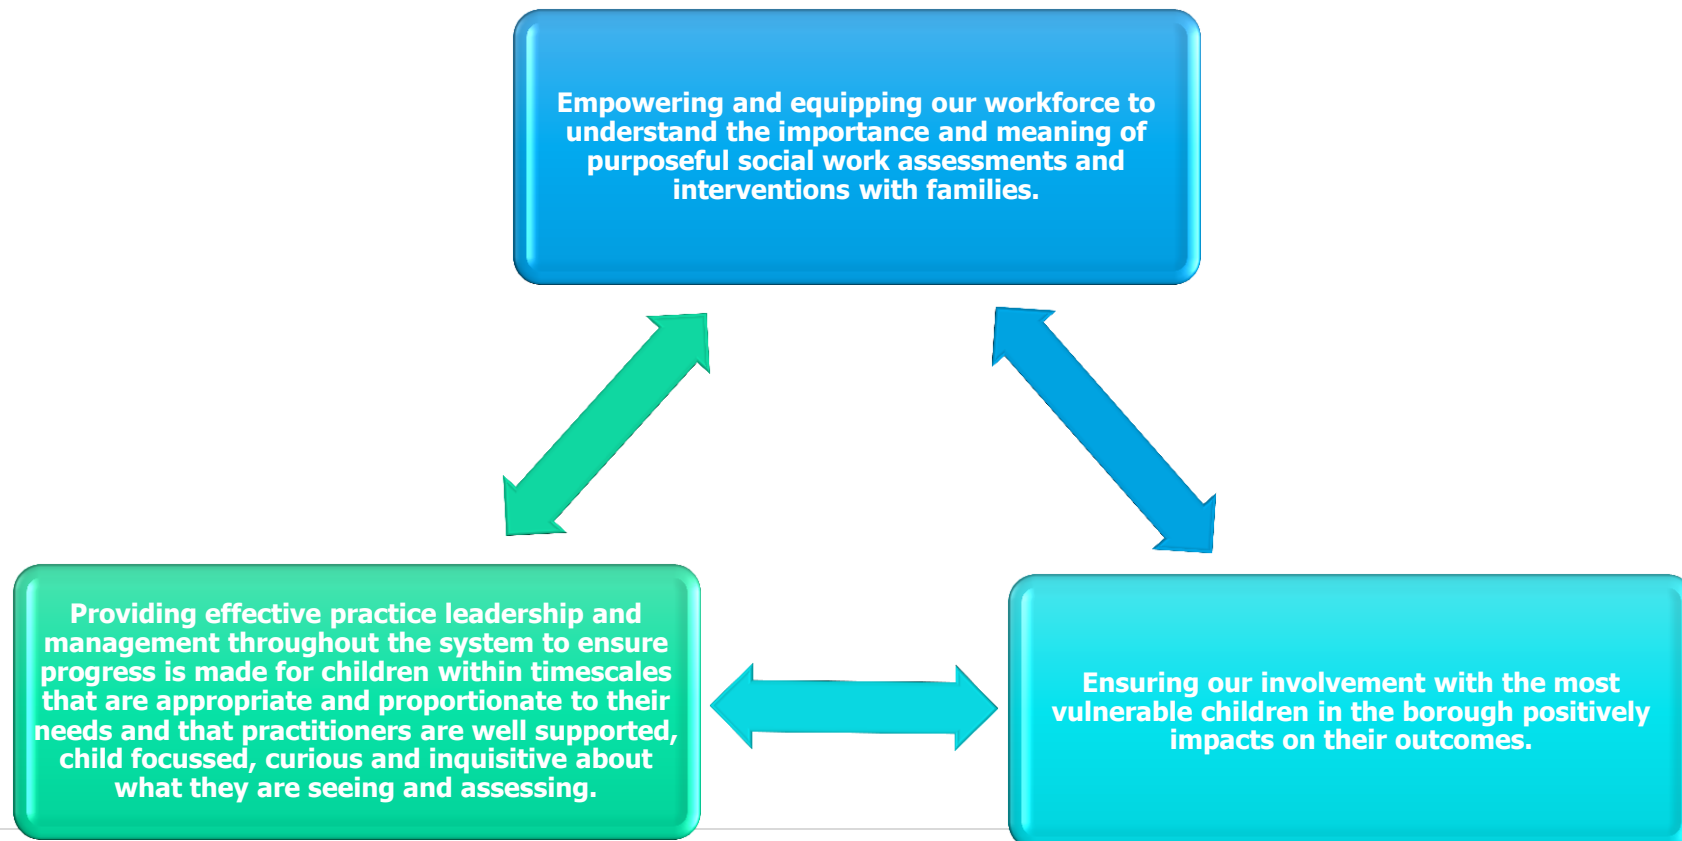 Empowering and equipping our workforce to
understand the importance and meaning of
purposeful social work assessments and
interventions with families.
Providing effective practice leadership and
management throughout the system to ensure
progress is made for children within timescales
that are appropriate and proportionate to their
needs and that practitioners are well supported,
child focussed, curious and inquisitive about
what they are seeing and assessing.
Ensuring our involvement with the most
vulnerable children in the borough positively
impacts on their outcomes.